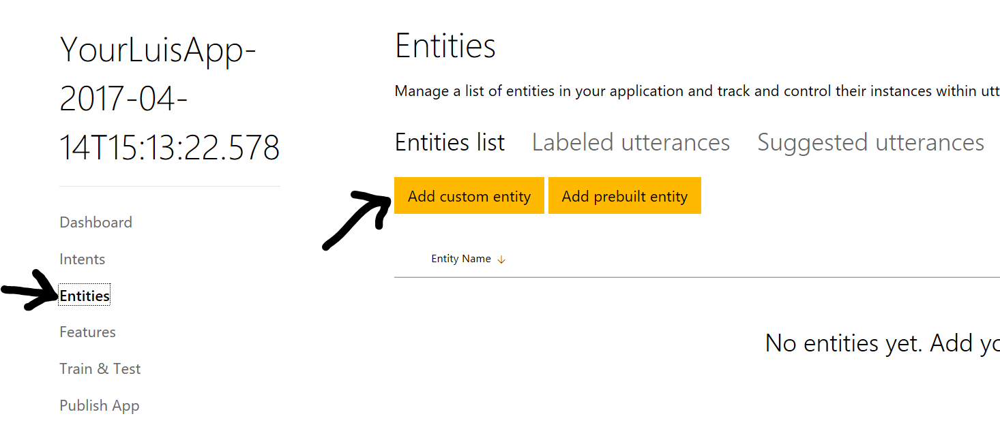 YourLuisApp-
2017-04-
14T15:13:22.578
Dashboard
Intents
Entities
Features
Train & Test
Publish App
Entities
Manage a list of entities in your application and track and control their instances within utt
Entities list Labeled utterances Suggested utterances
Add custom entity Add prebuilt entity
Entity Name ↓
No entities yet. Add yo